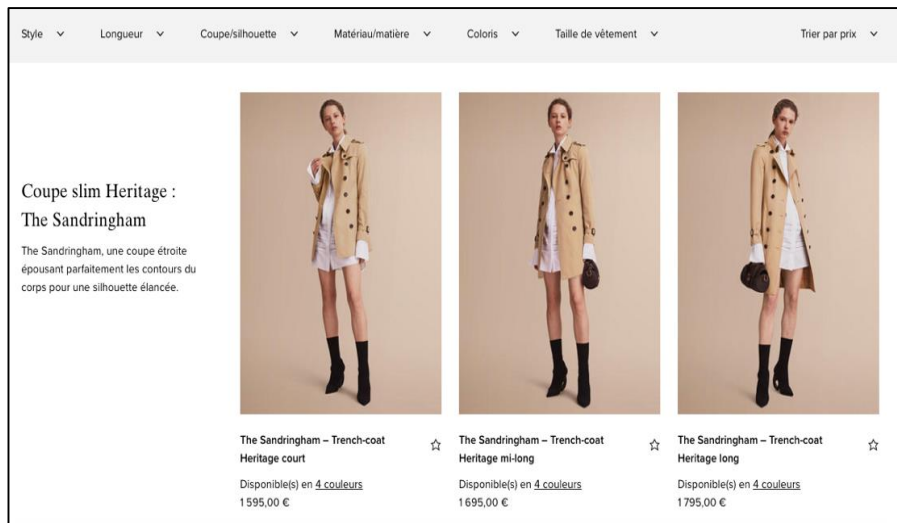 Style
Longueur
Coupe/silhouette
Matériau/matière
Coloris
Taille de vêtement
Trier par prix
Coupe slim Heritage :
The Sandringham
The Sandringham, une coupe étroite
épousant parfaitement les contours du
corps pour une silhouette élancée.
The Sandringham – Trench-coat
Heritage court
Disponible(s) en 4 couleurs
1 595,00 €
The Sandringham – Trench-coat
Heritage mi-long
Disponible(s) en 4 couleurs
1 695,00 €
The Sandringham – Trench-coat
Heritage long
Disponible(s) en 4 couleurs
1 795,00 €